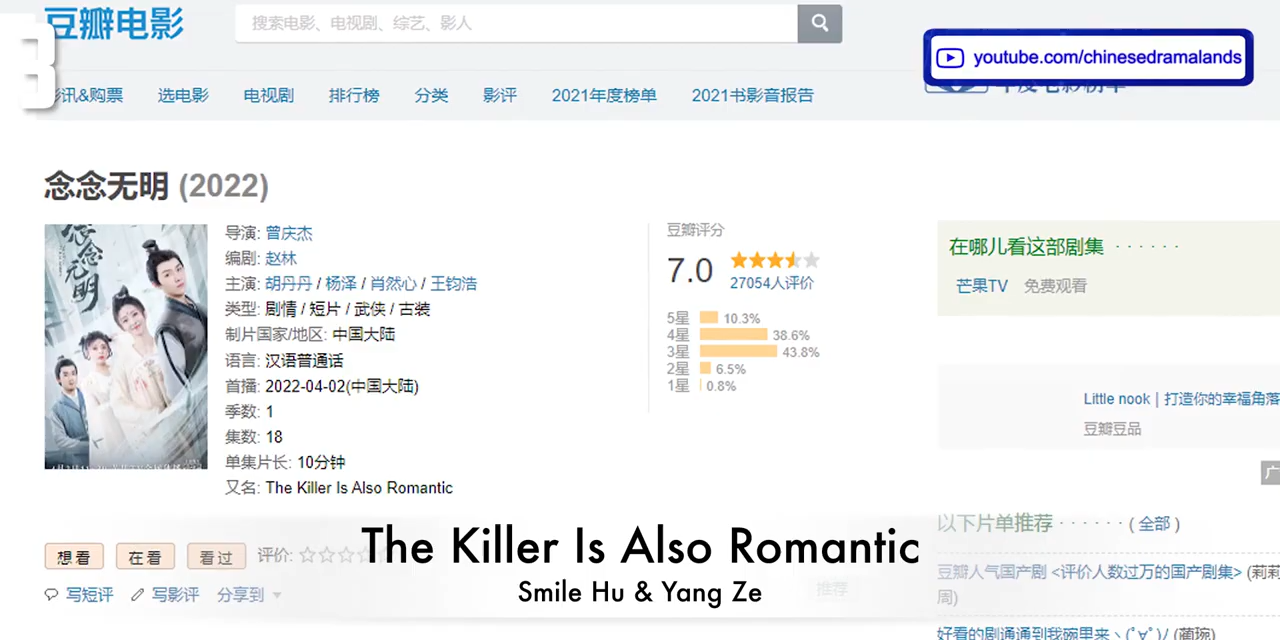 豆瓣电影
搜索电影、电视剧、综艺、影人
youtube.com/chinesedramalands
影讯&购票 选电影 电视剧 排行榜 分类 影评 2021年度榜单 2021书影音报告
念念无明 (2022)
念念无明
导演: 曾庆杰
编剧: 赵林
主演: 胡丹丹 / 杨泽 / 肖然心 / 王钧浩
类型: 剧情 / 短片 / 武侠 / 古装
制片国家/地区: 中国大陆
语言: 汉语普通话
首播: 2022-04-02(中国大陆)
季数: 1
集数: 18
单集片长: 10分钟
又名: The Killer Is Also Romantic
豆瓣评分
7.0
27054人评价
5星 10.3%
4星 38.6%
3星 43.8%
2星 6.5%
1星 0.8%
在哪儿看这部剧集 · · · · · ·
芒果TV 免费观看
Little nook｜打造你的幸福角落
豆瓣豆品
想看 在看 看过 评价:
写短评 写影评 分享到
推荐
The Killer Is Also Romantic
Smile Hu & Yang Ze
以下片单推荐 · · · · · · ( 全部 )
豆瓣人气国产剧 <评价人数过万的国产剧集> (莉莉
周)